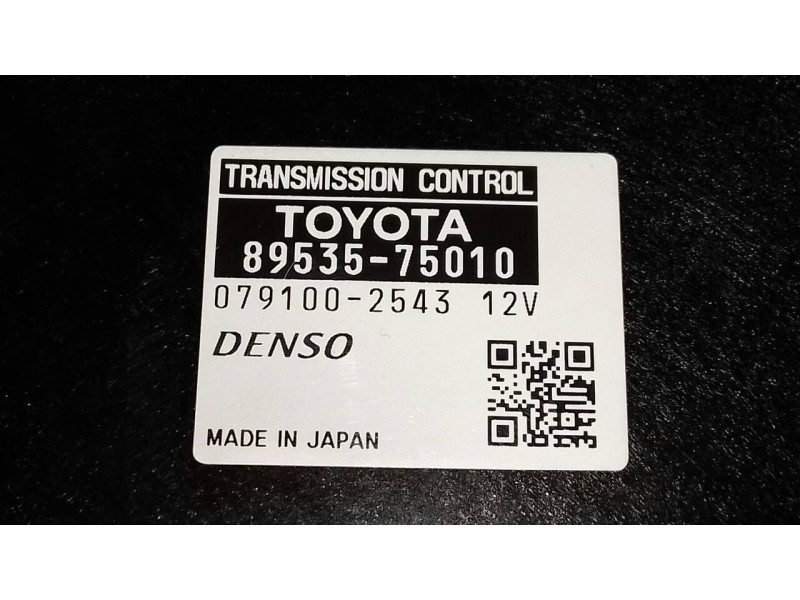 TRANSMISSION CONTROL
TOYOTA
89535-75010
079100-2543 12V
DENSO
MADE IN JAPAN